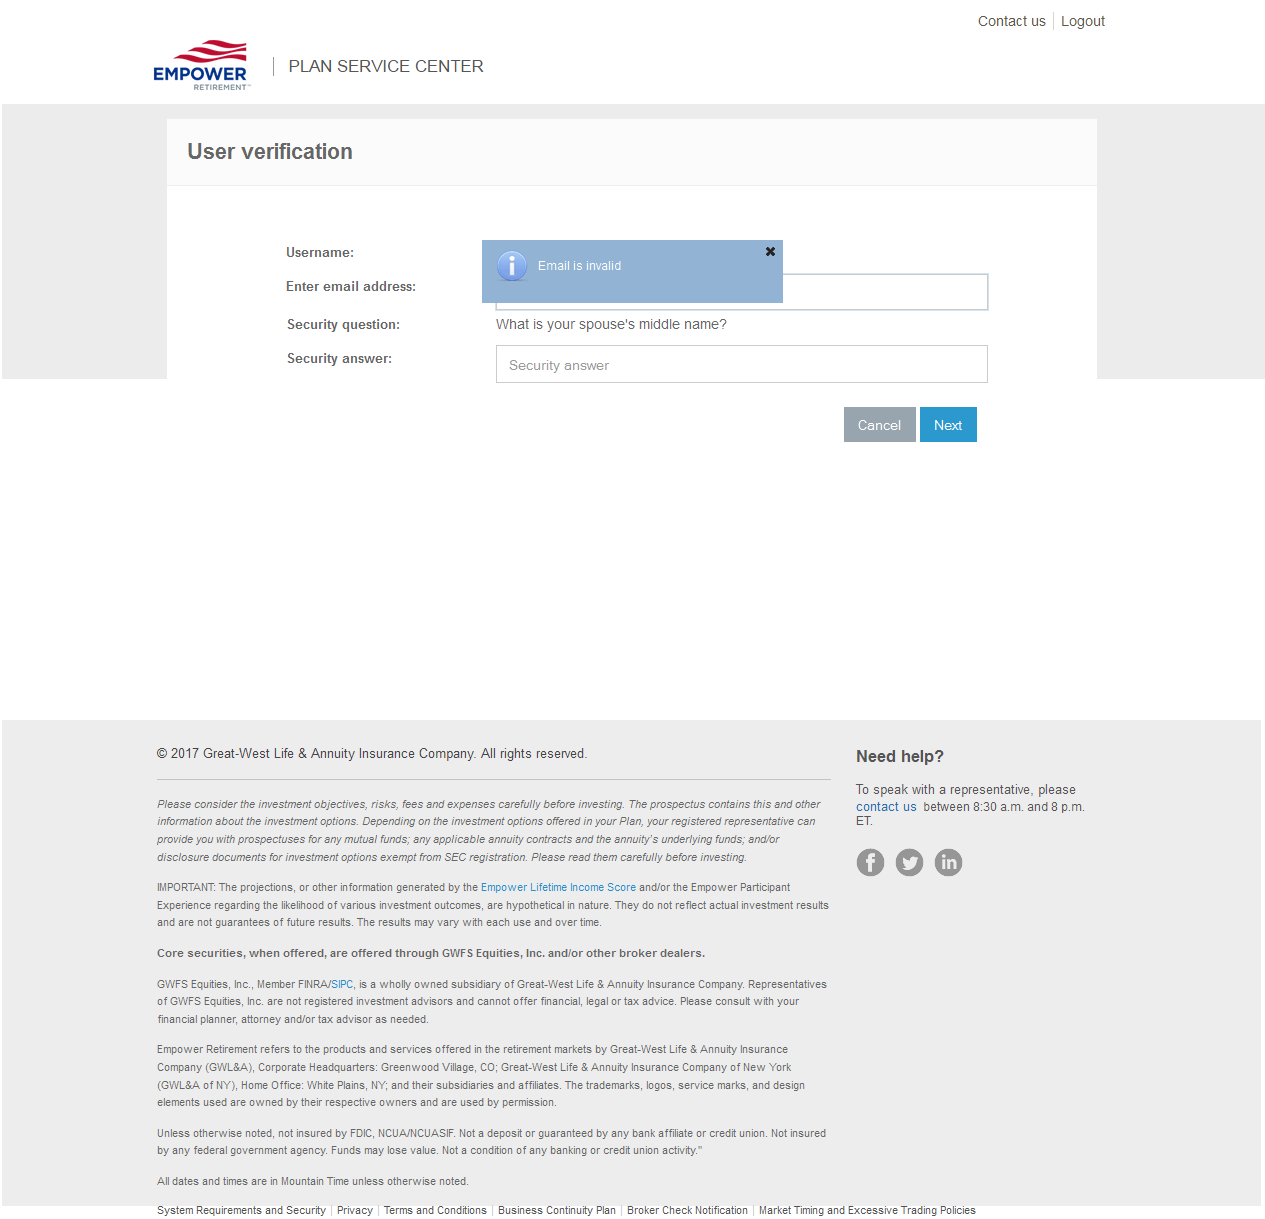 Contact us Logout
EMPOWER
RETIREMENT™
PLAN SERVICE CENTER
User verification
Username:
Email is invalid
Enter email address:
Security question:
What is your spouse's middle name?
Security answer:
Security answer
Cancel Next
© 2017 Great-West Life & Annuity Insurance Company. All rights reserved.
Please consider the investment objectives, risks, fees and expenses carefully before investing. The prospectus contains this and other
information about the investment options. Depending on the investment options offered in your Plan, your registered representative can
provide you with prospectuses for any mutual funds; any applicable annuity contracts and the annuity's underlying funds; and/or
disclosure documents for investment options exempt from SEC registration. Please read them carefully before investing.
IMPORTANT: The projections, or other information generated by the Empower Lifetime Income Score and/or the Empower Participant
Experience regarding the likelihood of various investment outcomes, are hypothetical in nature. They do not reflect actual investment results
and are not guarantees of future results. The results may vary with each use and over time.
Core securities, when offered, are offered through GWFS Equities, Inc. and/or other broker dealers.
GWFS Equities, Inc., Member FINRA/SIPC, is a wholly owned subsidiary of Great-West Life & Annuity Insurance Company. Representatives
of GWFS Equities, Inc. are not registered investment advisors and cannot offer financial, legal or tax advice. Please consult with your
financial planner, attorney and/or tax advisor as needed.
Empower Retirement refers to the products and services offered in the retirement markets by Great-West Life & Annuity Insurance
Company (GWL&A), Corporate Headquarters: Greenwood Village, CO; Great-West Life & Annuity Insurance Company of New York
(GWL&A of NY), Home Office: White Plains, NY; and their subsidiaries and affiliates. The trademarks, logos, service marks, and design
elements used are owned by their respective owners and are used by permission.
Unless otherwise noted, not insured by FDIC, NCUA/NCUASIF. Not a deposit or guaranteed by any bank affiliate or credit union. Not insured
by any federal government agency. Funds may lose value. Not a condition of any banking or credit union activity."
All dates and times are in Mountain Time unless otherwise noted.
System Requirements and Security Privacy Terms and Conditions Business Continuity Plan Broker Check Notification Market Timing and Excessive Trading Policies
Need help?
To speak with a representative, please
contact us between 8:30 a.m. and 8 p.m.
ET.